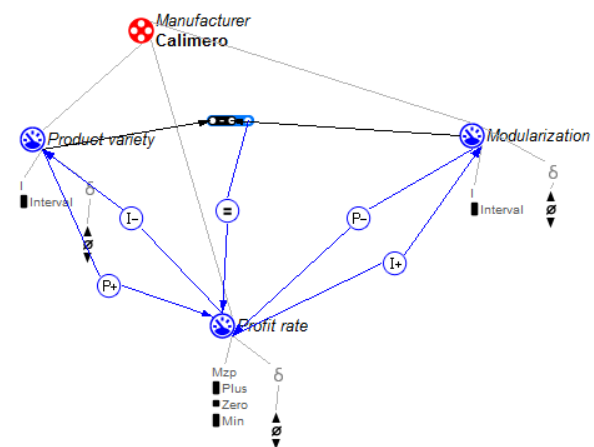 Manufacturer
Calimero
Product variety
Modularization
I
Interval
δ
ø
I−
=
P−
I
Interval
δ
ø
P+
I+
Profit rate
Mzp
Plus
Zero
Min
δ
ø